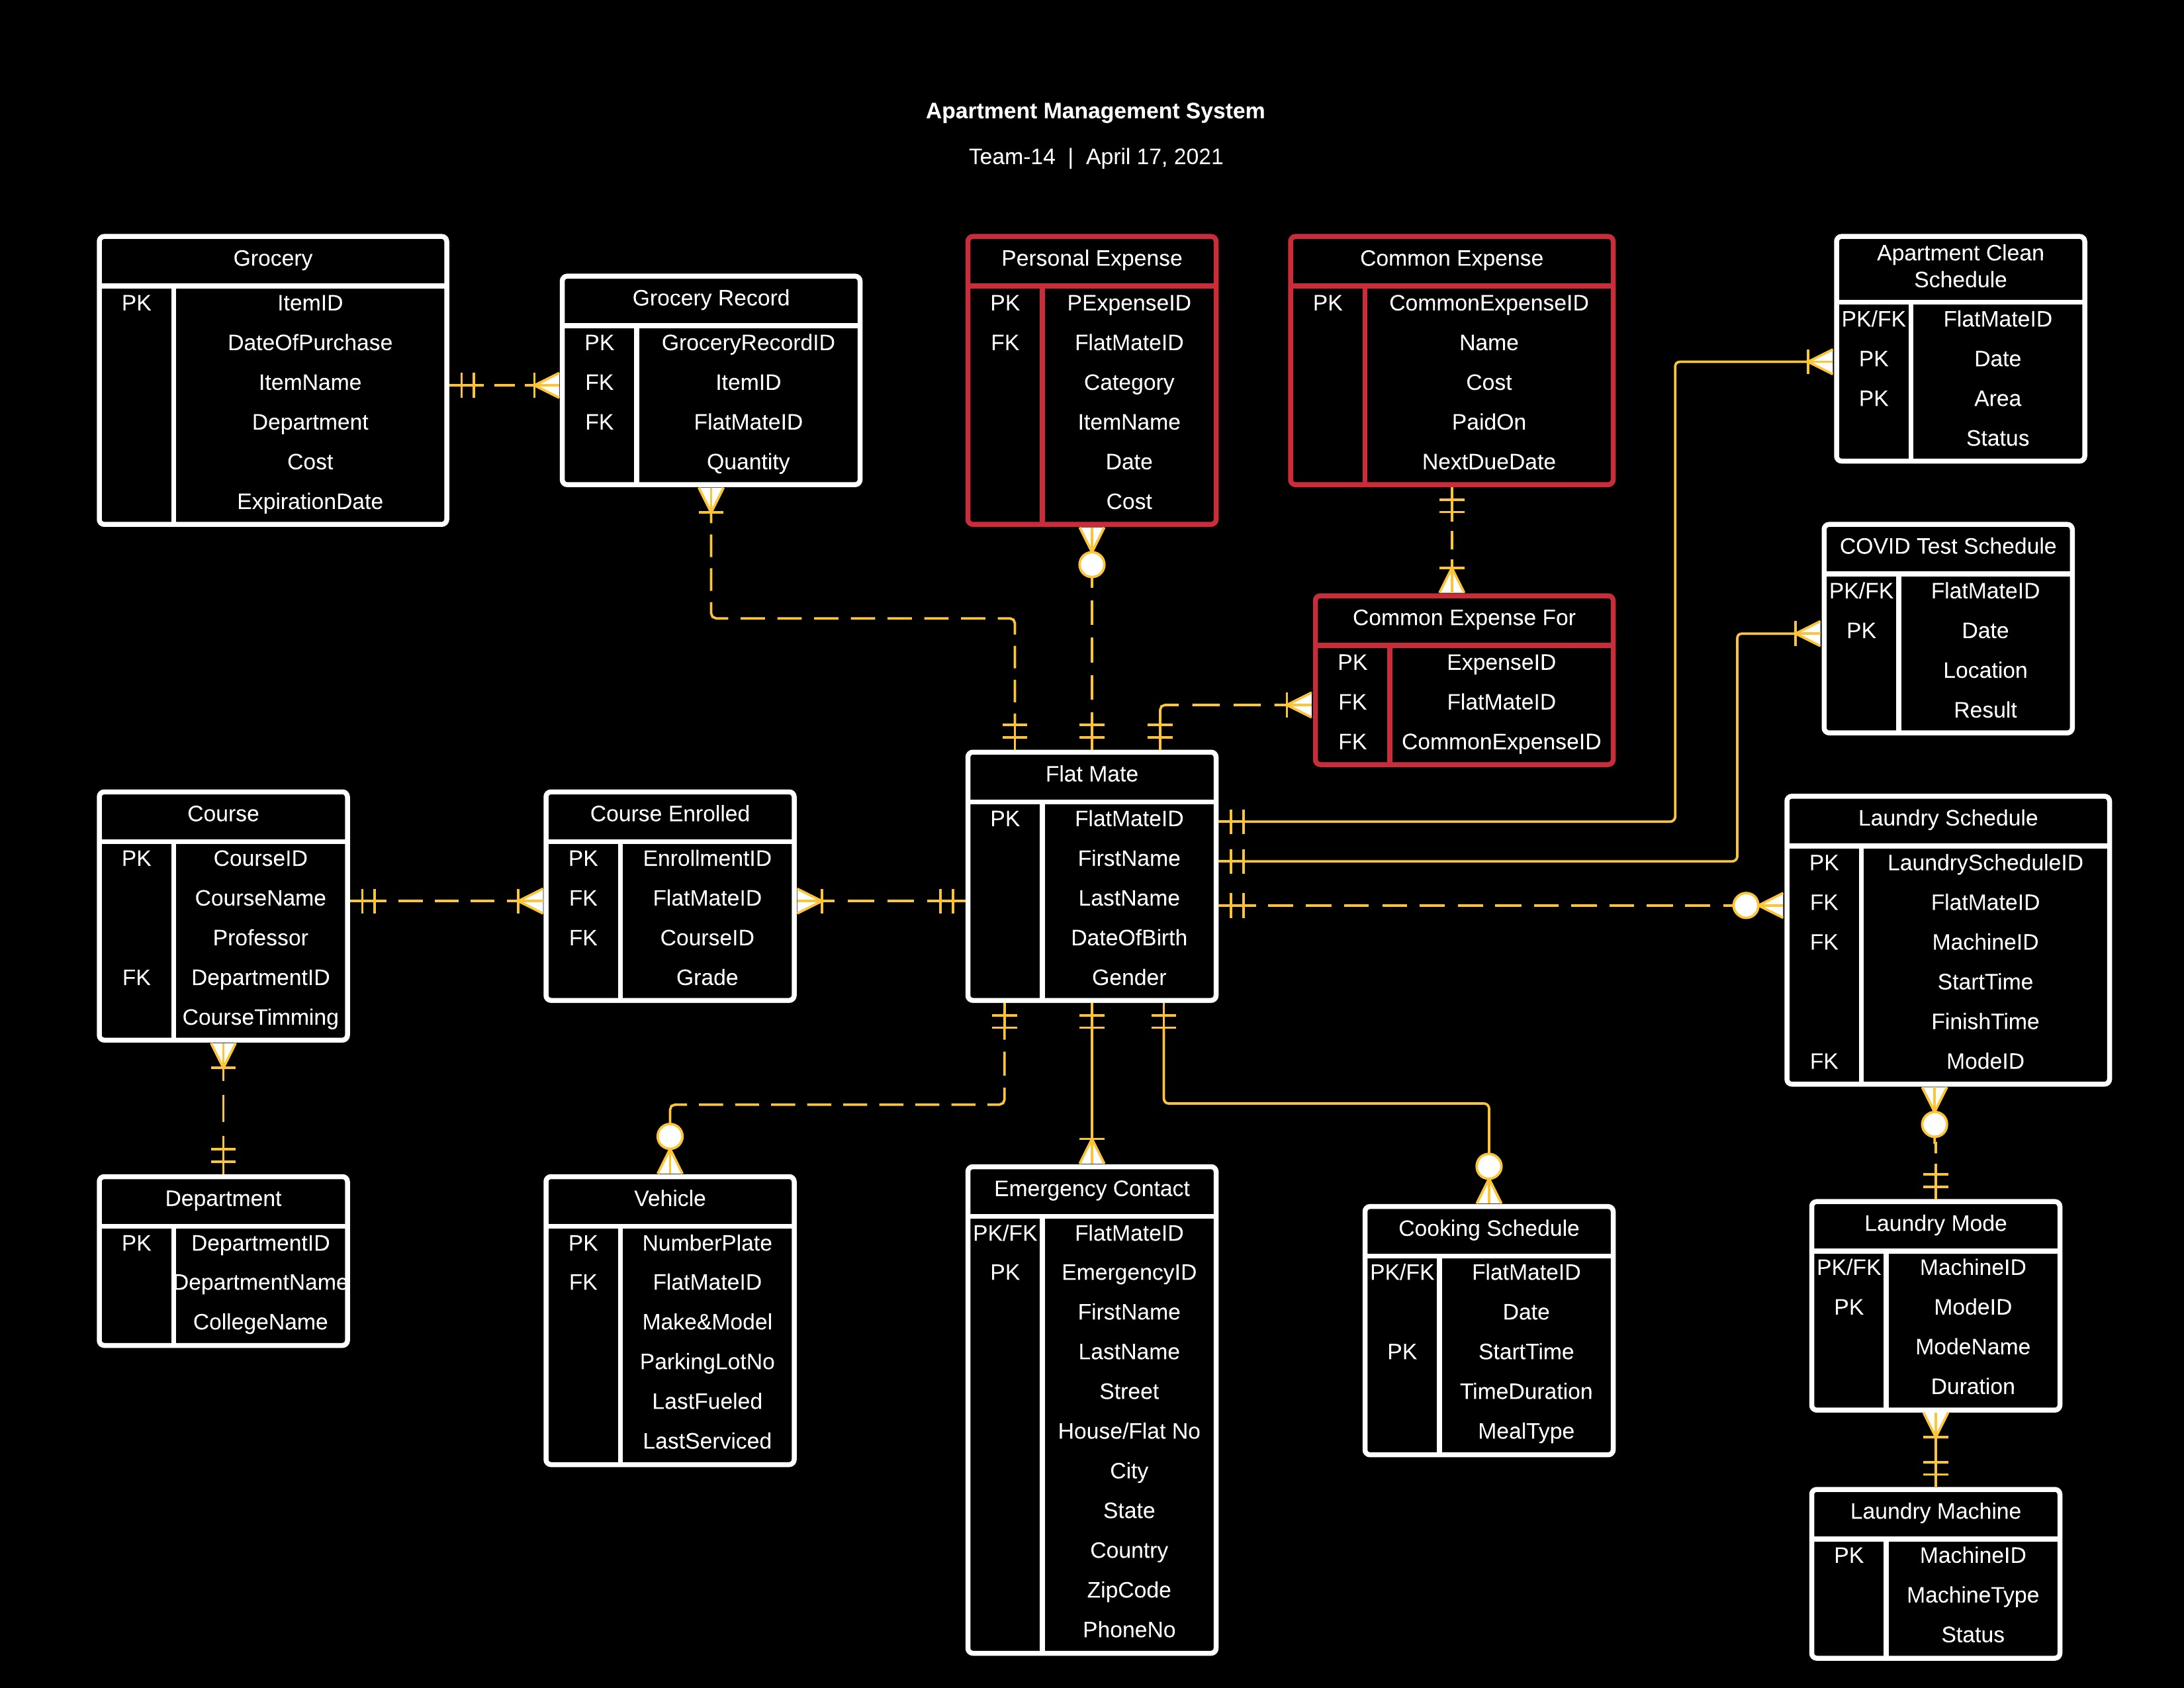 Apartment Management System
Team-14 | April 17, 2021
Grocery
PK ItemID
DateOfPurchase
ItemName
Department
Cost
ExpirationDate
Grocery Record
PK GroceryRecordID
FK ItemID
FK FlatMateID
Quantity
Personal Expense
PK PExpenseID
FK FlatMateID
Category
ItemName
Date
Cost
Common Expense
PK CommonExpenseID
Name
Cost
PaidOn
NextDueDate
Apartment Clean
Schedule
PK/FK FlatMateID
PK Date
PK Area
Status
COVID Test Schedule
PK/FK FlatMateID
PK Date
Location
Result
Common Expense For
PK ExpenseID
FK FlatMateID
FK CommonExpenseID
Course
PK CourseID
CourseName
Professor
FK DepartmentID
CourseTimming
Course Enrolled
PK EnrollmentID
FK FlatMateID
FK CourseID
Grade
Flat Mate
PK FlatMateID
FirstName
LastName
DateOfBirth
Gender
Laundry Schedule
PK LaundryScheduleID
FK FlatMateID
FK MachineID
StartTime
FinishTime
FK ModeID
Department
PK DepartmentID
DepartmentName
CollegeName
Vehicle
PK NumberPlate
FK FlatMateID
Make&Model
ParkingLotNo
LastFueled
LastServiced
Emergency Contact
PK/FK FlatMateID
PK EmergencyID
FirstName
LastName
Street
House/Flat No
City
State
Country
ZipCode
PhoneNo
Cooking Schedule
PK/FK FlatMateID
Date
PK StartTime
TimeDuration
MealType
Laundry Mode
PK/FK MachineID
PK ModeID
ModeName
Duration
Laundry Machine
PK MachineID
MachineType
Status